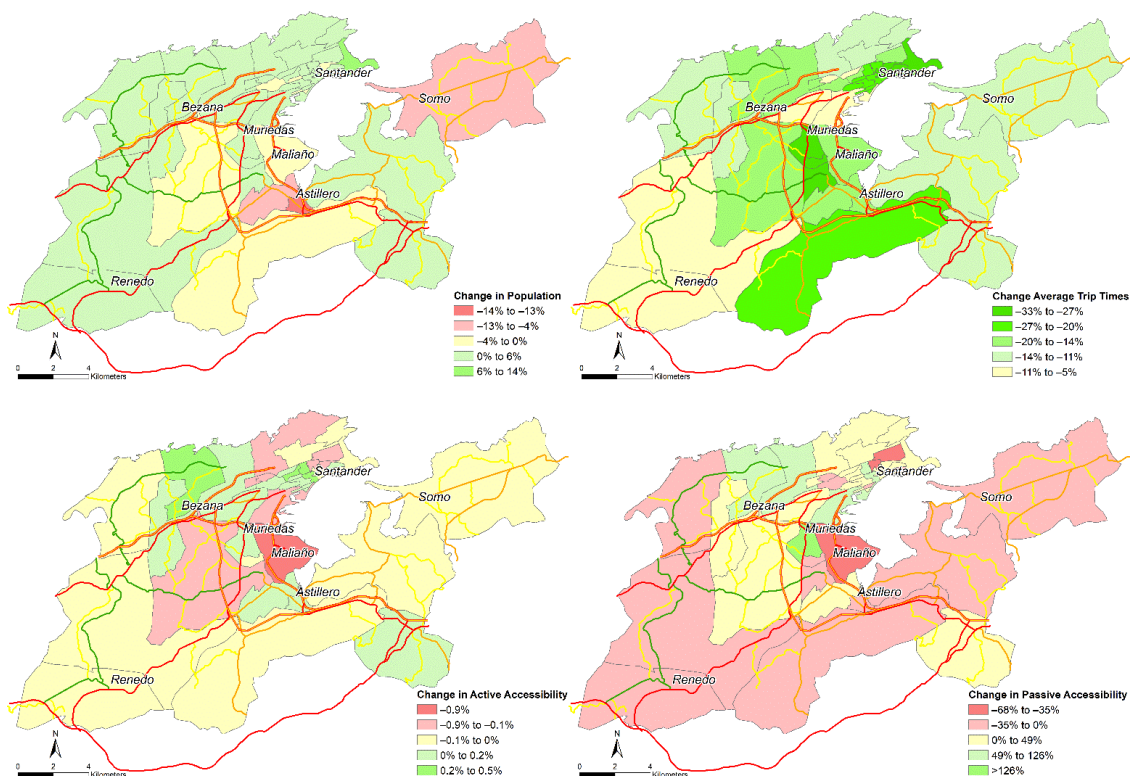 Santander
Somo
Bezana
Muriedas
Maliaño
Astillero
Renedo
Change in Population
–14% to –13%
–13% to –4%
–4% to 0%
0% to 6%
6% to 14%
N
0 2 4
Kilometers
Santander
Somo
Bezana
Muriedas
Maliaño
Astillero
Renedo
Change Average Trip Times
–33% to –27%
–27% to –20%
–20% to –14%
–14% to –11%
–11% to –5%
N
0 2 4
Kilometers
Santander
Somo
Bezana
Muriedas
Maliaño
Astillero
Renedo
Change in Active Accessibility
–0.9%
–0.9% to –0.1%
–0.1% to 0%
0% to 0.2%
0.2% to 0.5%
N
0 2 4
Kilometers
Santander
Somo
Bezana
Muriedas
Maliaño
Astillero
Renedo
Change in Passive Accessibility
–68% to –35%
–35% to 0%
0% to 49%
49% to 126%
>126%
N
0 2 4
Kilometers